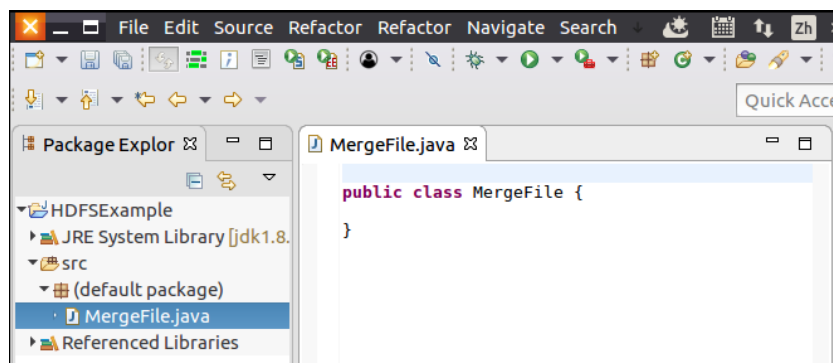 File Edit Source Refactor Refactor Navigate Search Zh
Quick Acce
Package Explor
MergeFile.java
HDFSExample
JRE System Library [jdk1.8.
src
(default package)
MergeFile.java
Referenced Libraries
public class MergeFile {
}